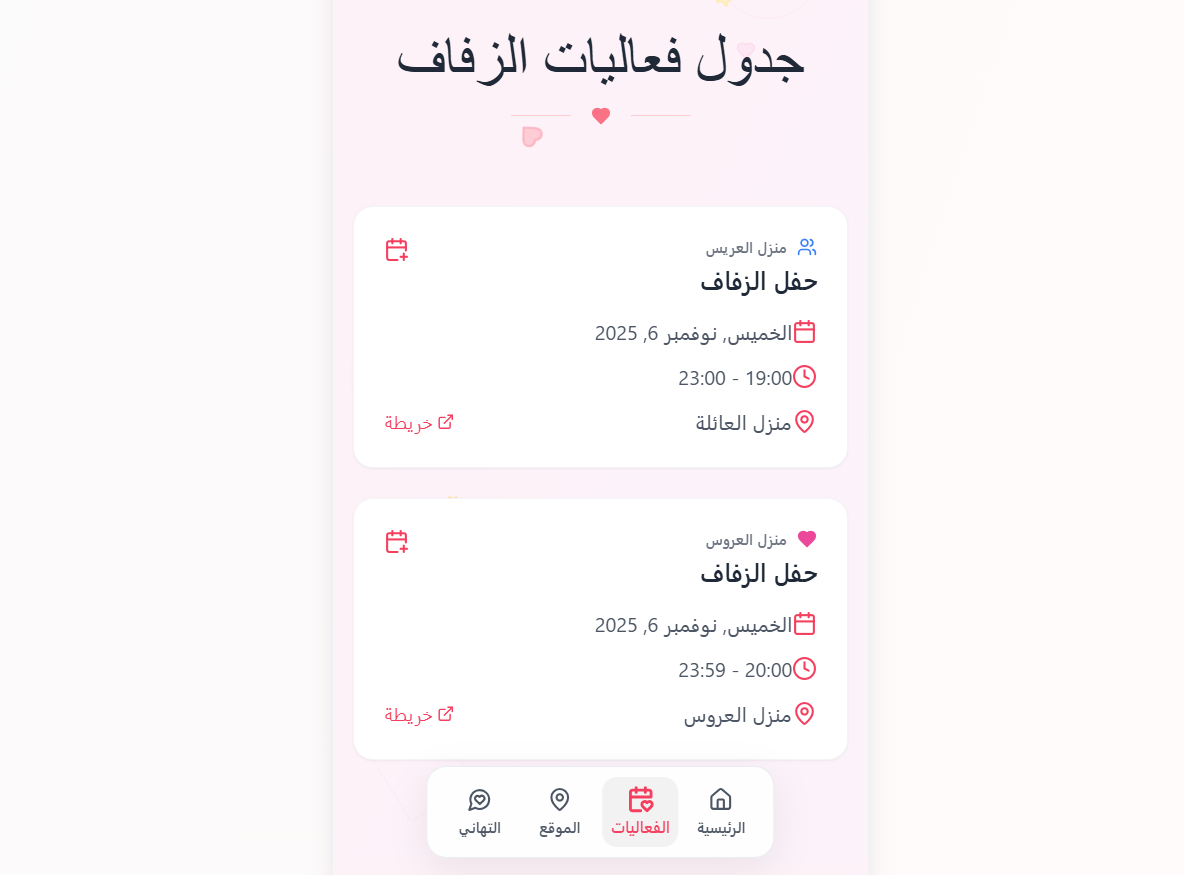 جدول فعاليات الزفاف
منزل العريس
حفل الزفاف
الخميس, نوفمبر 6, 2025
19:00 - 23:00
منزل العائلة
خريطة
منزل العروس
حفل الزفاف
الخميس, نوفمبر 6, 2025
20:00 - 23:59
منزل العروس
خريطة
الرئيسية
الفعاليات
الموقع
التهاني